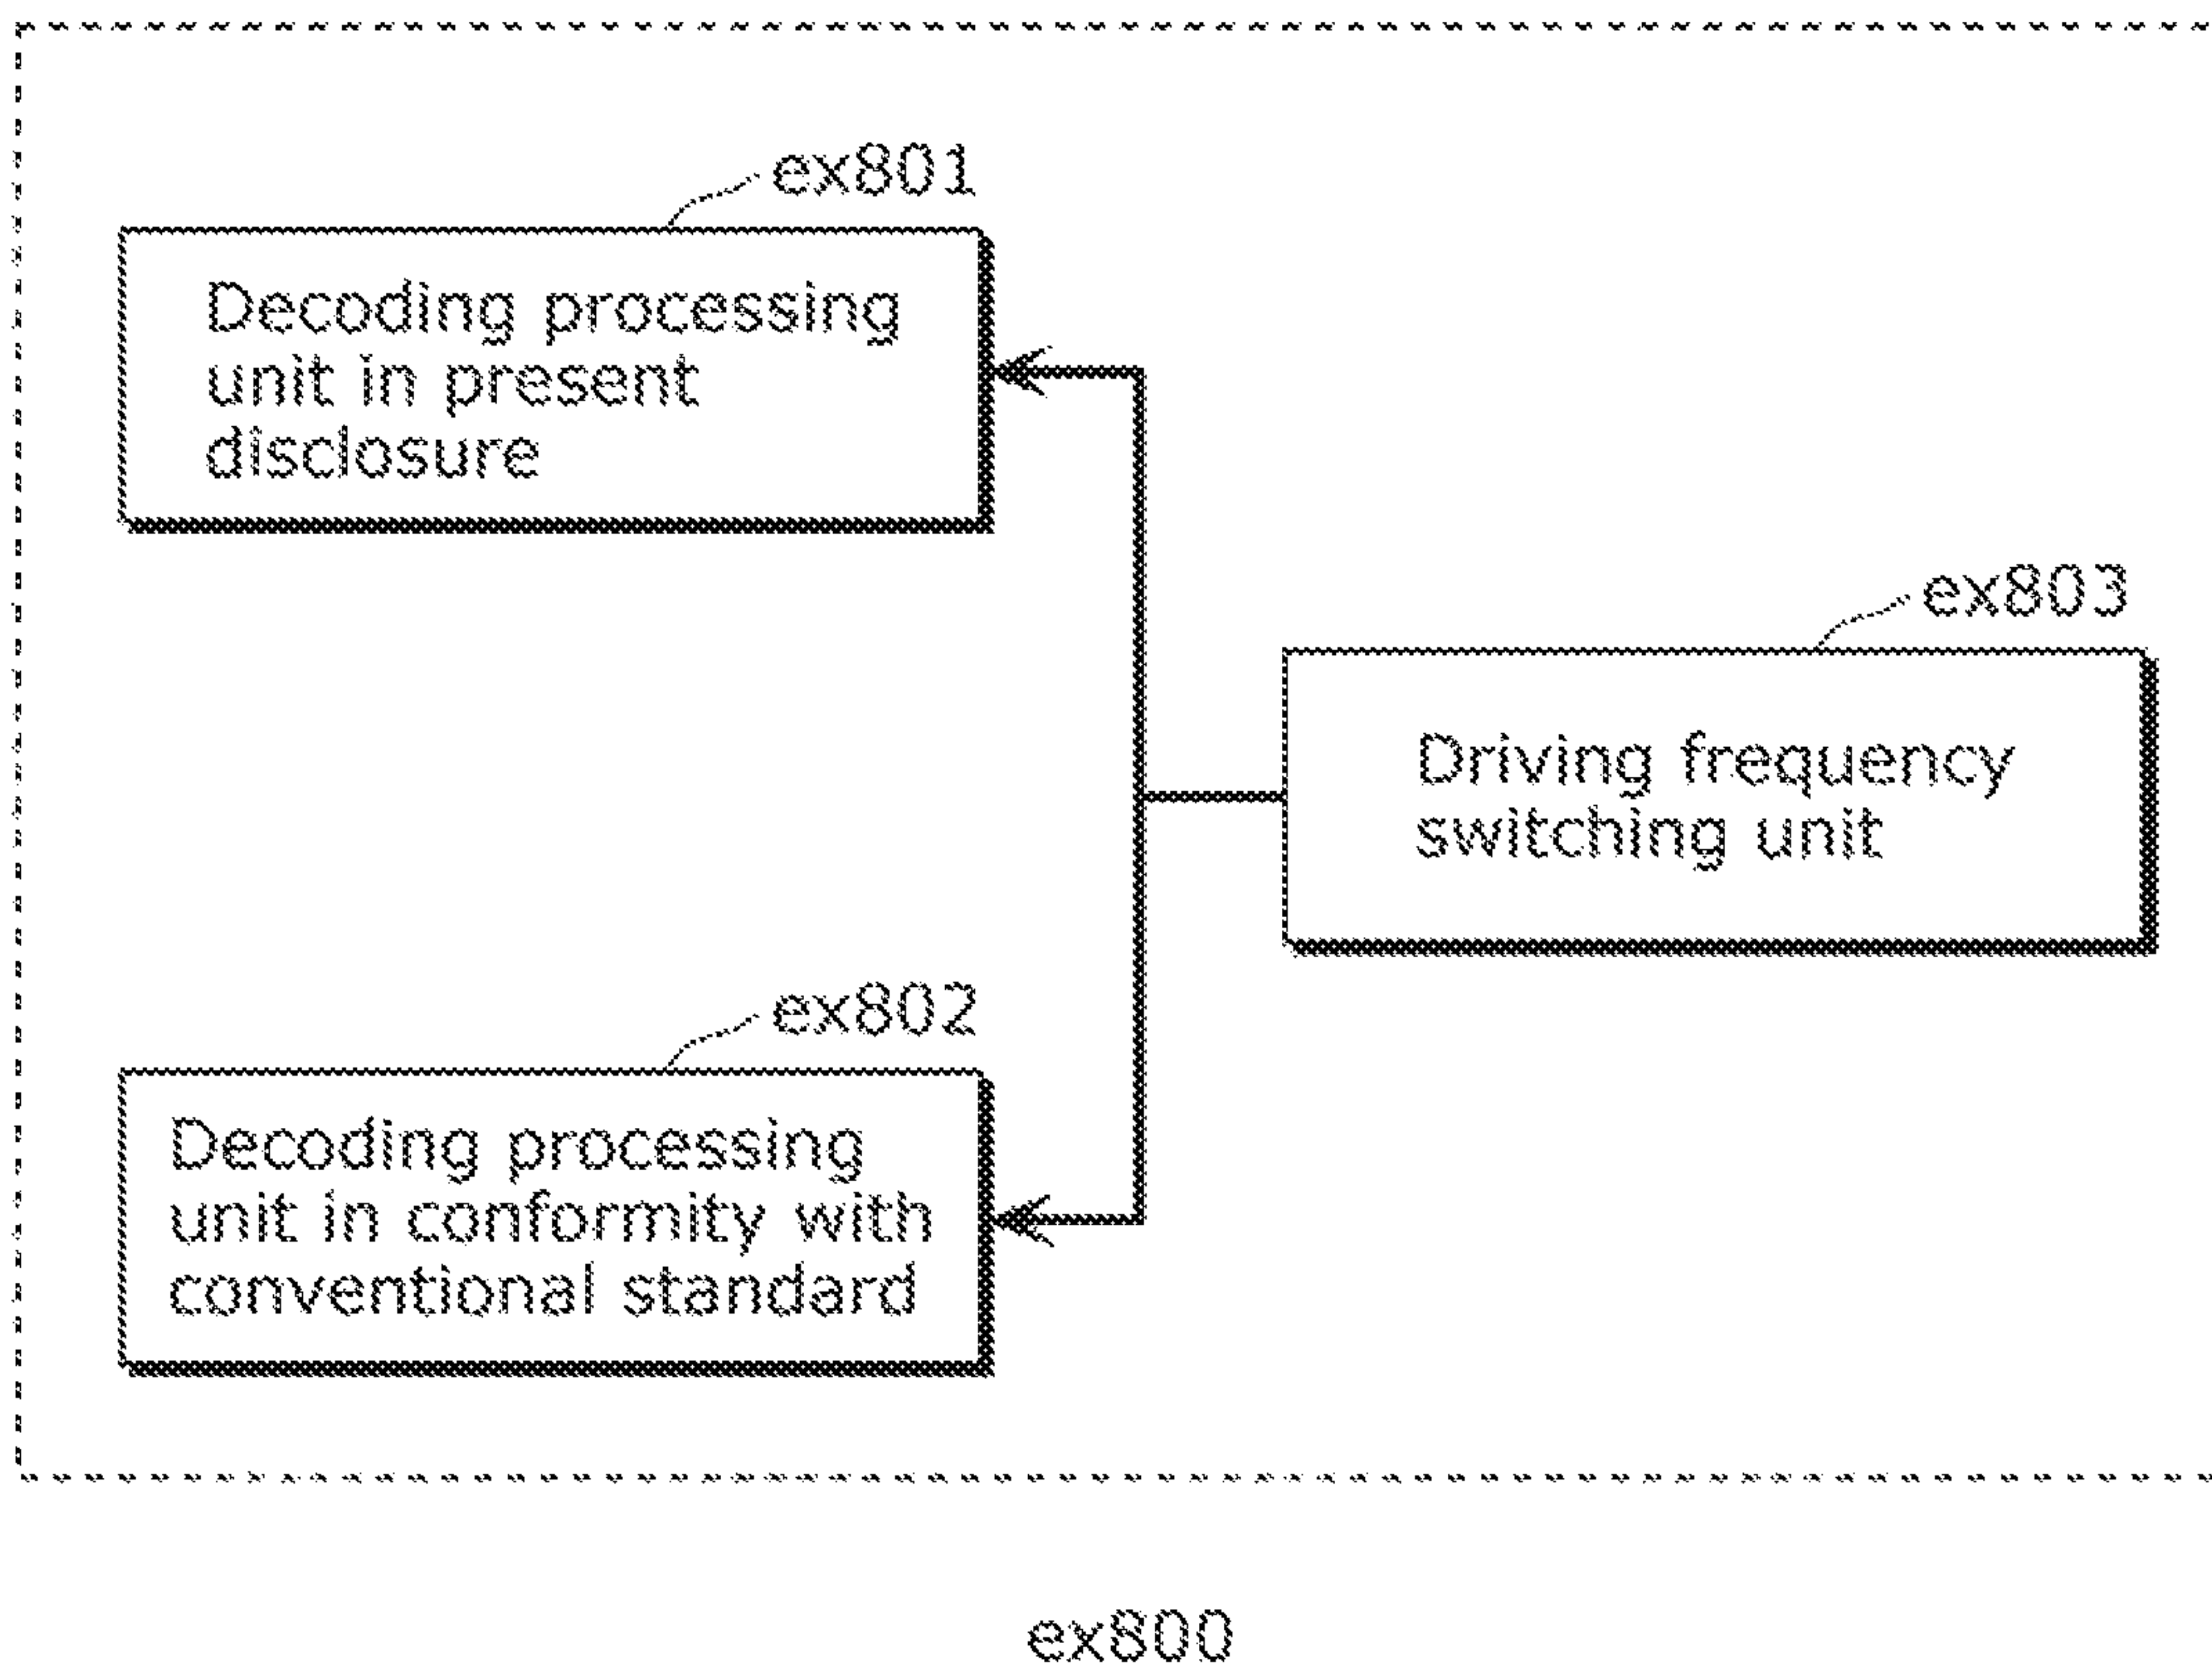 ex801
Decoding processing
unit in present
disclosure
ex803
Driving frequency
switching unit
ex802
Decoding processing
unit in conformity with
conventional standard
ex800